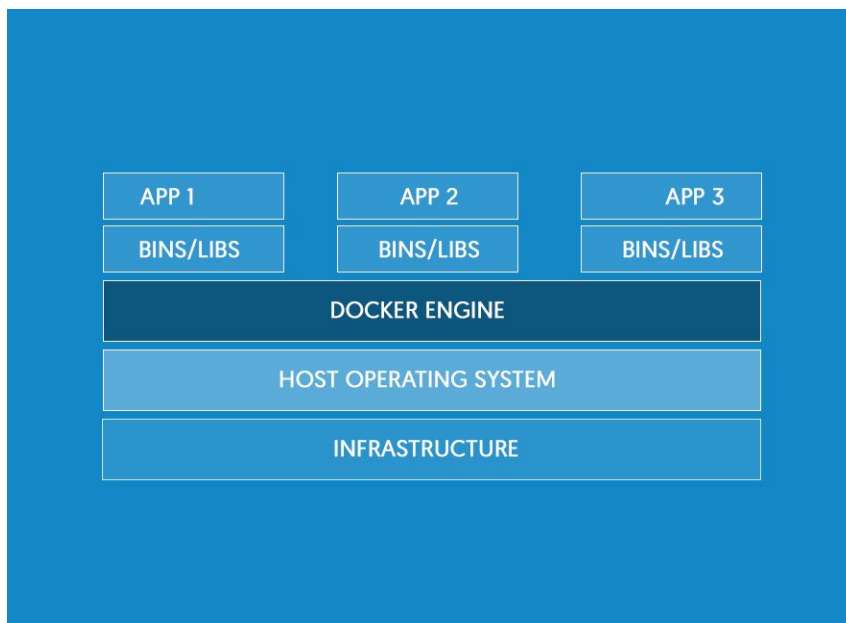 APP 1 APP 2 APP 3
BINS/LIBS BINS/LIBS BINS/LIBS
DOCKER ENGINE
HOST OPERATING SYSTEM
INFRASTRUCTURE